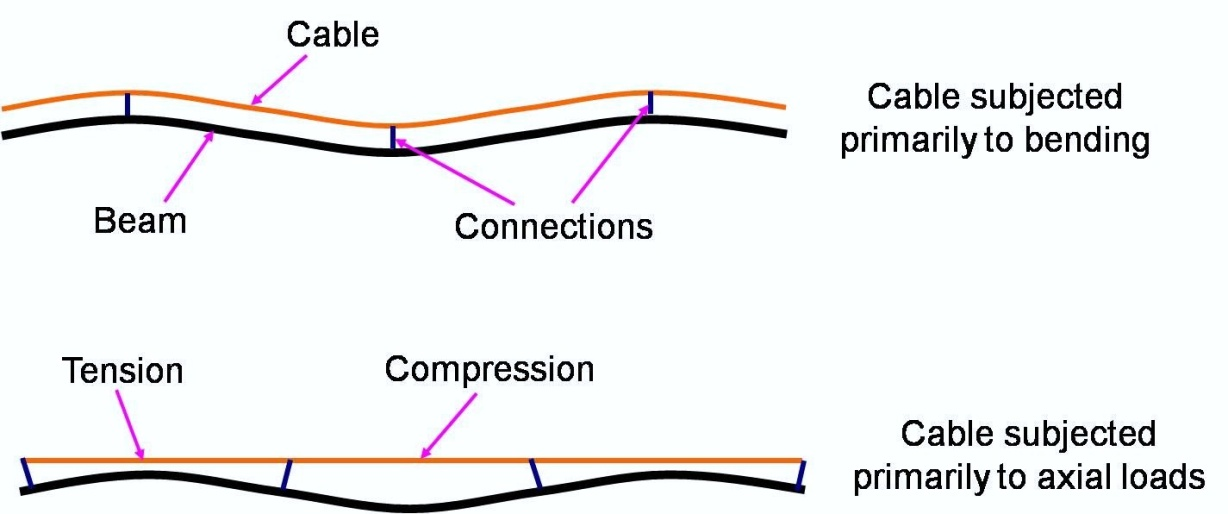 Cable
Cable subjected
primarily to bending
Beam
Connections
Tension
Compression
Cable subjected
primarily to axial loads